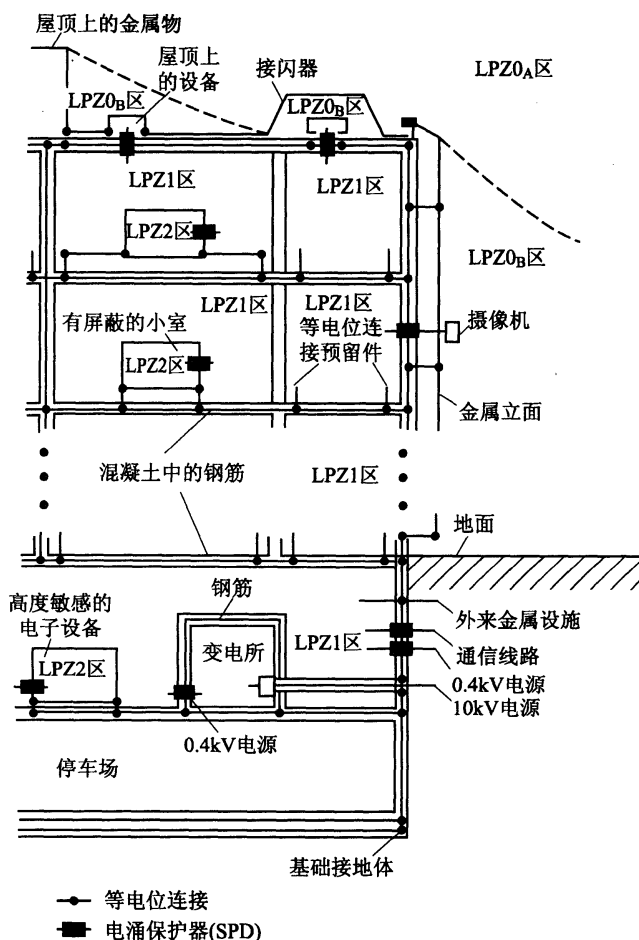 屋顶上的金属物
屋顶上
的设备
接闪器
LPZ0A区
LPZ0B区
LPZ0B区
LPZ1区
LPZ1区
LPZ2区
LPZ0B区
LPZ1区
LPZ1区
等电位连
接预留件
有屏蔽的小室
摄像机
LPZ2区
金属立面
混凝土中的钢筋
LPZ1区
地面
钢筋
高度敏感的
电子设备
外来金属设施
变电所
LPZ1区
通信线路
LPZ2区
0.4kV电源
10kV电源
0.4kV电源
停车场
基础接地体
等电位连接
电涌保护器(SPD)